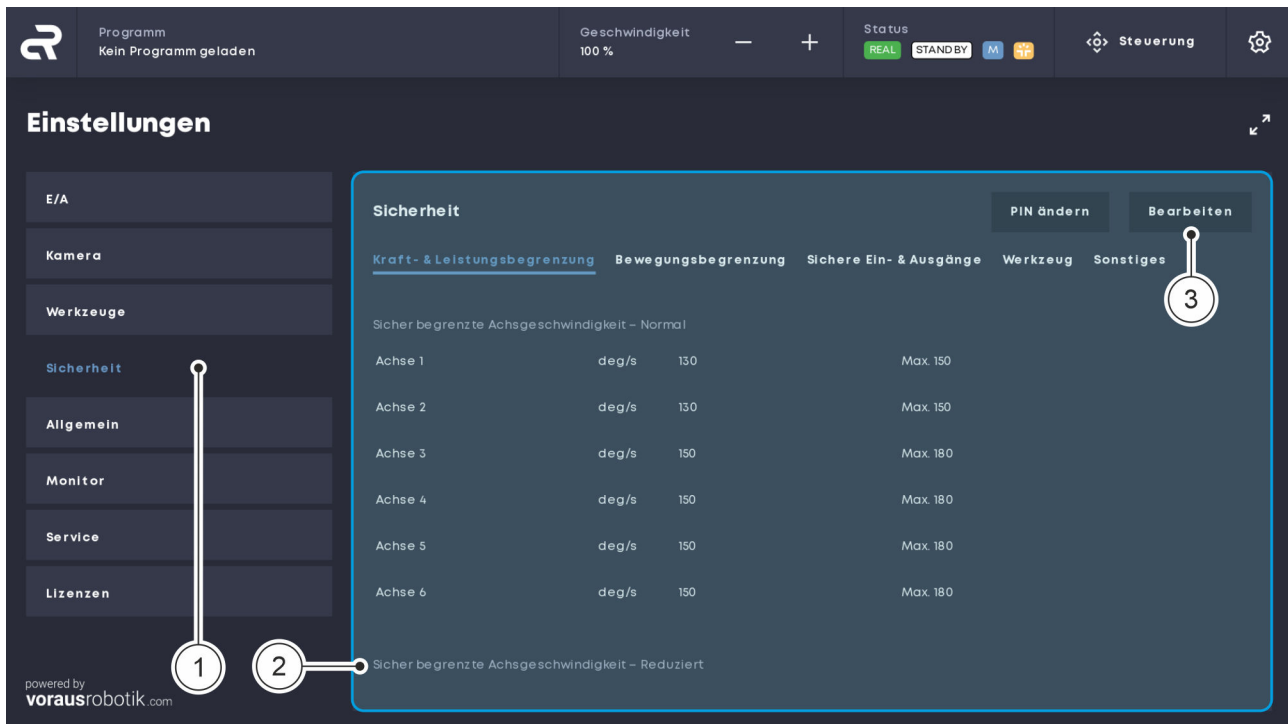 Programm
Kein Programm geladen
Geschwindigkeit
100 %
Status
REAL STANDBY M
Steuerung
Einstellungen
E/A
Kamera
Werkzeuge
Sicherheit
Allgemein
Monitor
Service
Lizenzen
Sicherheit
PIN ändern
Bearbeiten
Kraft- & Leistungsbegrenzung Bewegungsbegrenzung Sichere Ein- & Ausgänge Werkzeug Sonstiges
3
Sicher begrenzte Achsgeschwindigkeit – Normal
Achse 1 deg/s 130 Max. 150
Achse 2 deg/s 130 Max. 150
Achse 3 deg/s 150 Max. 180
Achse 4 deg/s 150 Max. 180
Achse 5 deg/s 150 Max. 180
Achse 6 deg/s 150 Max. 180
1
2
Sicher begrenzte Achsgeschwindigkeit – Reduziert
powered by
vorausrobotik.com